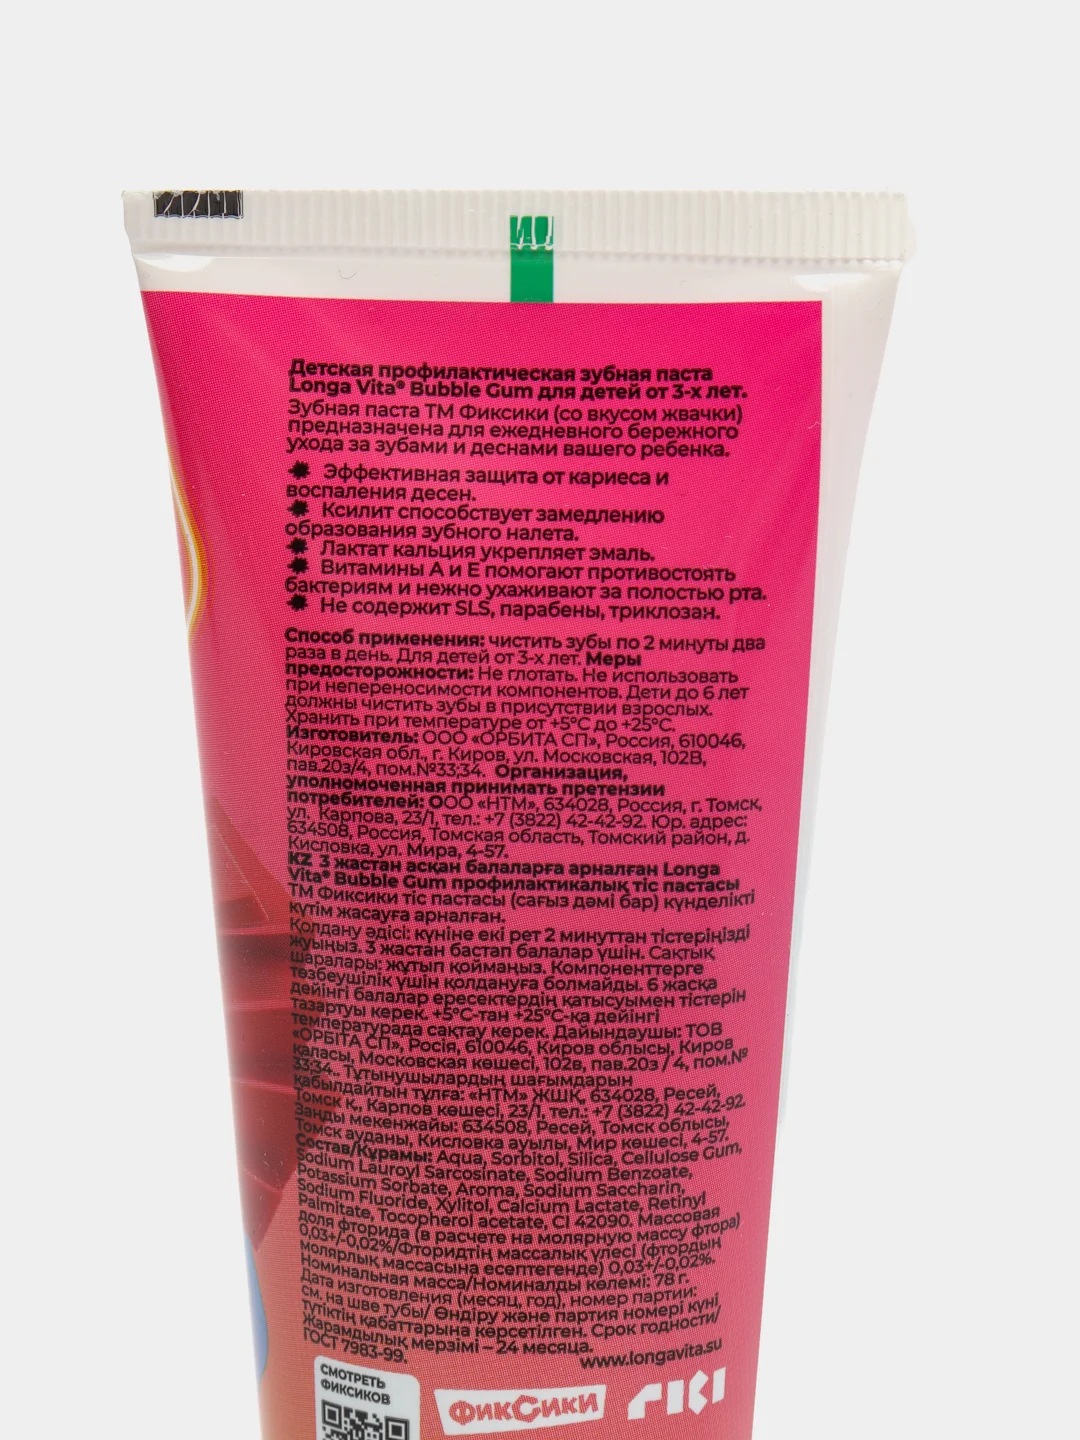 Детская профилактическая зубная паста
Longa Vita® Bubble Gum для детей от 3-х лет.
Зубная паста ТМ Фиксики (со вкусом жвачки)
предназначена для ежедневного бережного
ухода за зубами и деснами вашего ребенка.
Эффективная защита от кариеса и
воспаления десен.
Ксилит способствует замедлению
образования зубного налета.
Лактат кальция укрепляет эмаль.
Витамины А и Е помогают противостоять
бактериям и нежно ухаживают за полостью рта.
Не содержит SLS, парабены, триклозан.
Способ применения: чистить зубы по 2 минуты два
раза в день. Для детей от 3-х лет. Меры
предосторожности: Не глотать. Не использовать
при непереносимости компонентов. Дети до 6 лет
должны чистить зубы в присутствии взрослых.
Хранить при температуре от +5°С до +25°С.
Изготовитель: ООО «ОРБИТА СП», Россия, 610046,
Кировская обл., г. Киров, ул. Московская, 102В,
пав.20з/4, пом.№33;34. Организация,
уполномоченная принимать претензии
потребителей: ООО «НТМ», 634028, Россия, г. Томск,
ул. Карпова, 23/1, тел.: +7 (3822) 42-42-92. Юр. адрес:
634508, Россия, Томская область, Томский район, д.
Кисловка, ул. Мира, 4-57.
KZ 3 жастан асқан балаларға арналған Longa
Vita® Bubble Gum профилактикалық тіс пастасы
ТМ Фиксики тіс пастасы (сағыз дәмі бар) күнделікті
күтім жасауға арналған.
Қолдану әдісі: күніне екі рет 2 минуттан тістеріңізді
жуыңыз. 3 жастан бастап балалар үшін. Сақтық
шаралары: жұтып қоймаңыз. Компоненттерге
төзбеушілік үшін қолдануға болмайды. 6 жасқа
дейінгі балалар ересектердің қатысуымен тістерін
тазартуы керек. +5°С-тан +25°С-қа дейінгі
температурада сақтау керек. Дайындаушы: ТОВ
«ОРБІТА СП», Росія, 610046, Киров облысы, Киров
қаласы, Московская көшесі, 102в, пав.20з / 4, пом.№
33;34.. Тұтынушылардың шағымдарын
қабылдайтын тұлға: «НТМ» ЖШҚ, 634028, Ресей,
Томск Қ., Карпов көшесі, 23/1, тел.: +7 (3822) 42-42-92.
Заңды мекенжайы: 634508, Ресей, Томск облысы,
Томск ауданы, Кисловка ауылы, Мир көшесі, 4-57.
Состав/Құрамы: Aqua, Sorbitol, Silica, Cellulose Gum,
Sodium Lauroyl Sarcosinate, Sodium Benzoate,
Potassium Sorbate, Aroma, Sodium Saccharin,
Sodium Fluoride, Xylitol, Calcium Lactate, Retinyl
Palmitate, Tocopherol acetate, CI 42090. Массовая
доля фторида (в расчете на молярную массу фтора)
0,03+/-0.02%/Фторидтің массалық үлесі (фтордың
молярлық массасына есептегенде) 0,03+/-0.02%.
Номинальная масса/Номиналды көлемі: 78 г.
Дата изготовления (месяц, год), номер партии:
см. на шве тубы/ Өндіру және партия номері күні
түтіктің қабаттарына көрсетілген. Срок годности/
Жарамдылық мерзімі – 24 месяца.
ГОСТ 7983-99.
www.longavita.su
СМОТРЕТЬ
ФИКСИКОВ
ФИКСИКИ
РIКI